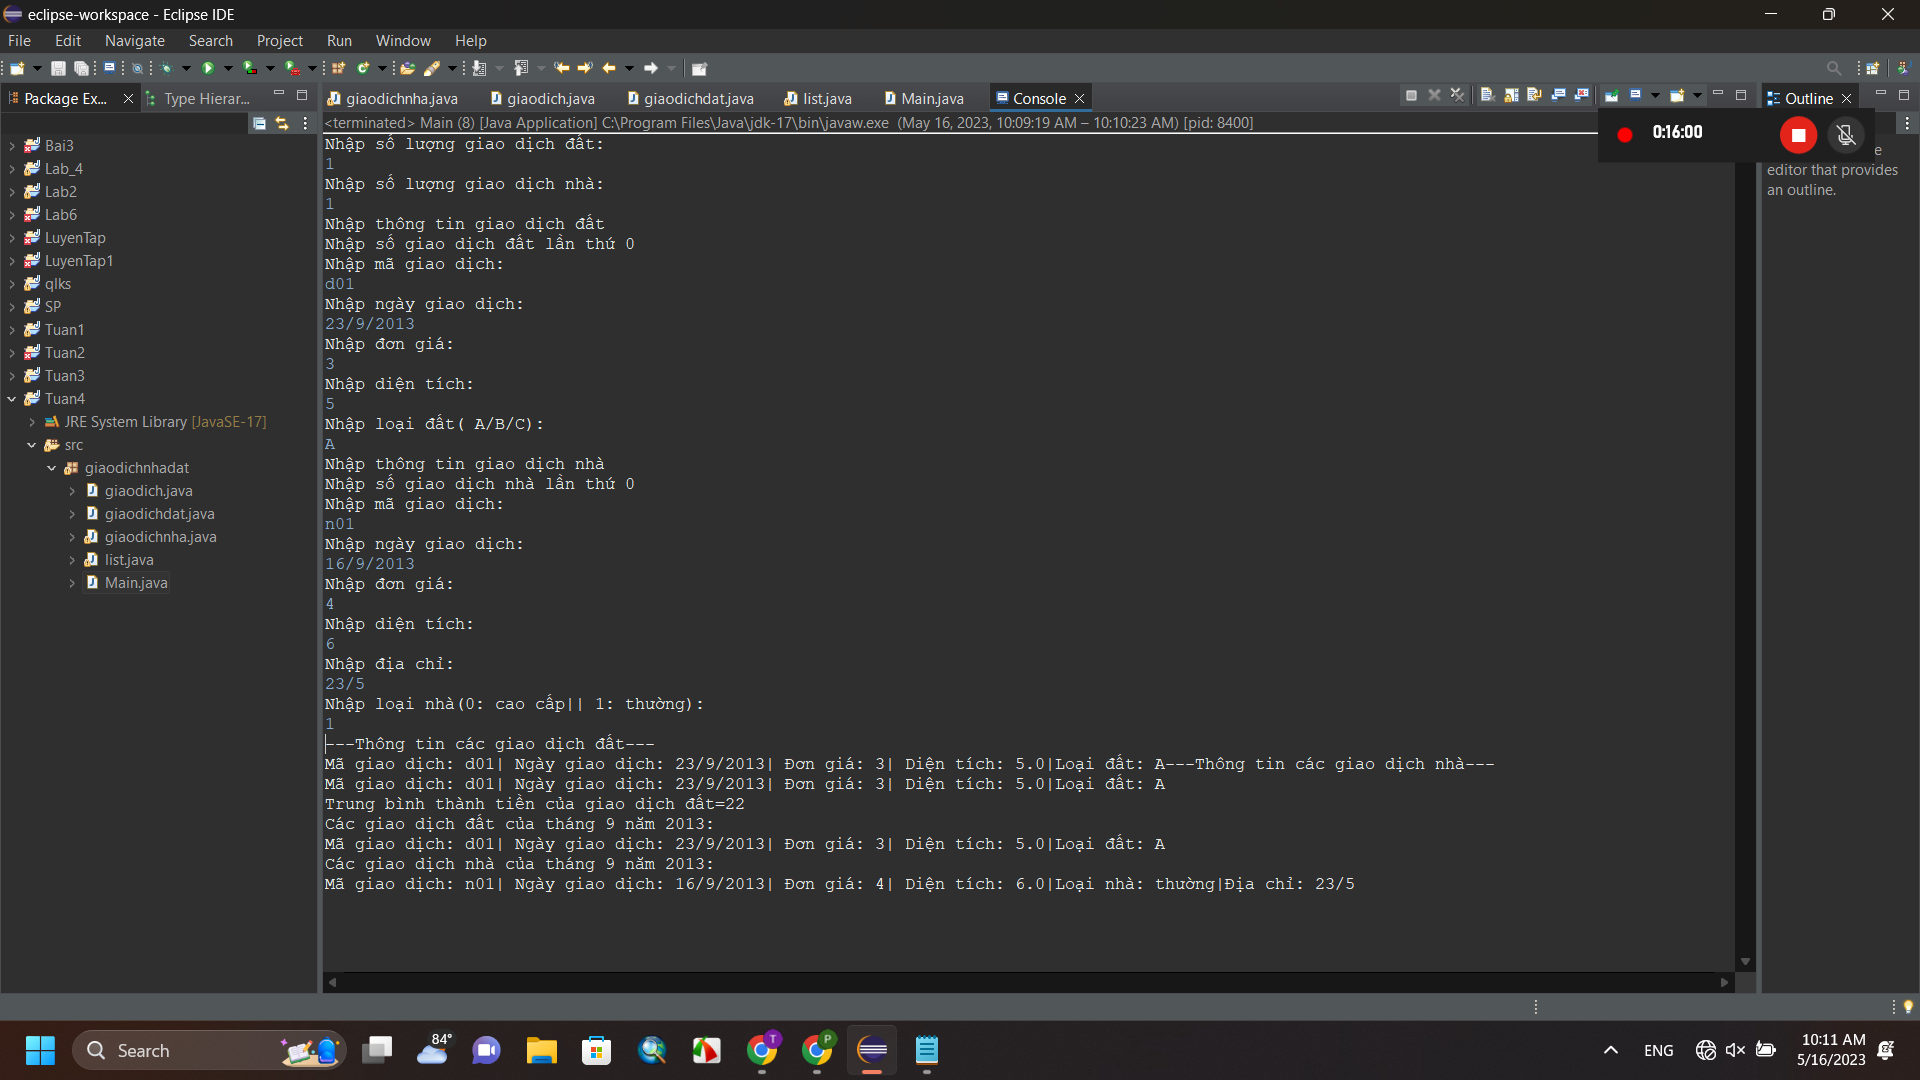 eclipse-workspace - Eclipse IDE
File Edit Navigate Search Project Run Window Help
Package Ex... Type Hierar... giaodichnha.java giaodich.java giaodichdat.java list.java Main.java Console Outline
<terminated> Main (8) [Java Application] C:\Program Files\Java\jdk-17\bin\javaw.exe (May 16, 2023, 10:09:19 AM – 10:10:23 AM) [pid: 8400]
0:16:00
editor that provides
an outline.
Bai3
Lab_4
Lab2
Lab6
LuyenTap
LuyenTap1
qlks
SP
Tuan1
Tuan2
Tuan3
Tuan4
JRE System Library [JavaSE-17]
src
giaodichnhadat
giaodich.java
giaodichdat.java
giaodichnha.java
list.java
Main.java
Nhập số lượng giao dịch đất:
1
Nhập số lượng giao dịch nhà:
1
Nhập thông tin giao dịch đất
Nhập số giao dịch đất lần thứ 0
Nhập mã giao dịch:
d01
Nhập ngày giao dịch:
23/9/2013
Nhập đơn giá:
3
Nhập diện tích:
5
Nhập loại đất( A/B/C):
A
Nhập thông tin giao dịch nhà
Nhập số giao dịch nhà lần thứ 0
Nhập mã giao dịch:
n01
Nhập ngày giao dịch:
16/9/2013
Nhập đơn giá:
4
Nhập diện tích:
6
Nhập địa chỉ:
23/5
Nhập loại nhà(0: cao cấp|| 1: thường):
1
---Thông tin các giao dịch đất---
Mã giao dịch: d01| Ngày giao dịch: 23/9/2013| Đơn giá: 3| Diện tích: 5.0|Loại đất: A---Thông tin các giao dịch nhà---
Mã giao dịch: d01| Ngày giao dịch: 23/9/2013| Đơn giá: 3| Diện tích: 5.0|Loại đất: A
Trung bình thành tiền của giao dịch đất=22
Các giao dịch đất của tháng 9 năm 2013:
Mã giao dịch: d01| Ngày giao dịch: 23/9/2013| Đơn giá: 3| Diện tích: 5.0|Loại đất: A
Các giao dịch nhà của tháng 9 năm 2013:
Mã giao dịch: n01| Ngày giao dịch: 16/9/2013| Đơn giá: 4| Diện tích: 6.0|Loại nhà: thường|Địa chỉ: 23/5
Search
84°
T
P
ENG
10:11 AM
5/16/2023